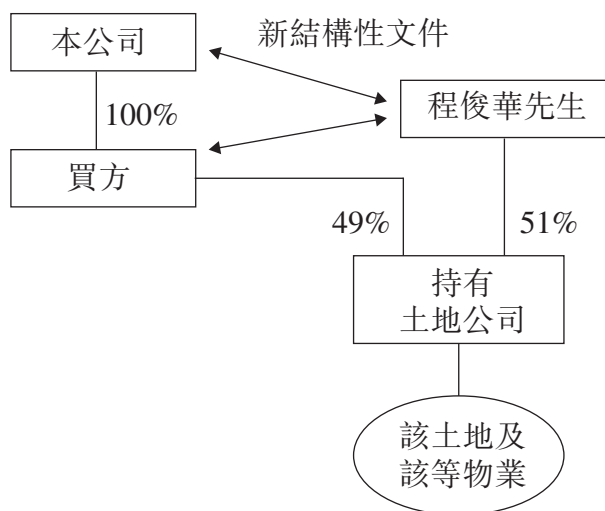 本公司
新結構性文件
程俊華先生
100%
買方
49%
51%
持有
土地公司
該土地及
該等物業